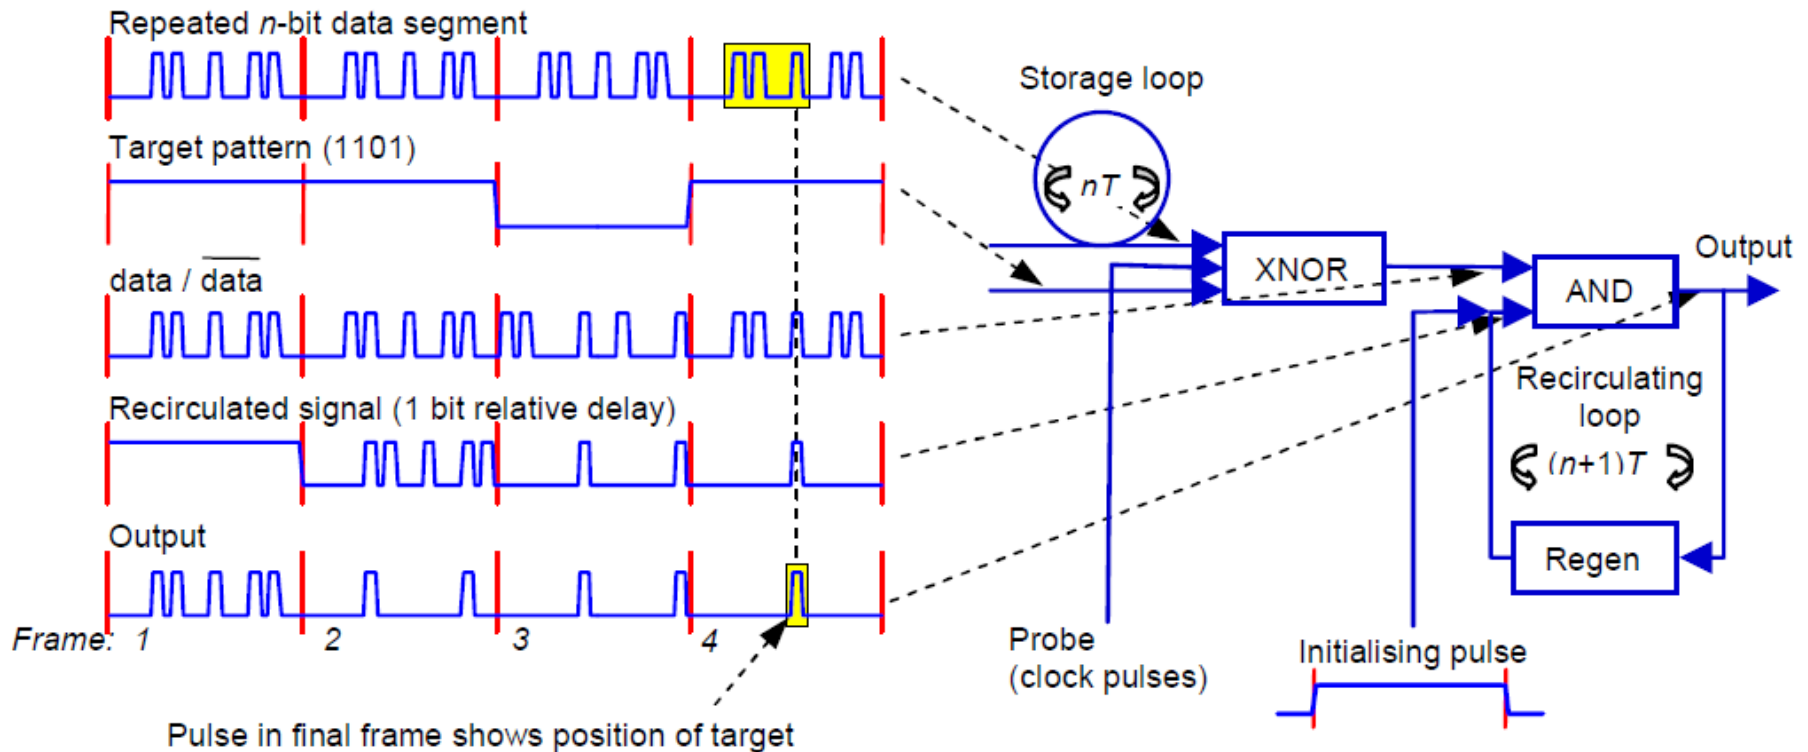 Repeated n-bit data segment
Target pattern (1101)
data / data
Recirculated signal (1 bit relative delay)
Output
Frame: 1 2 3 4
Pulse in final frame shows position of target
Storage loop
nT
XNOR
AND
Output
Recirculating
loop
(n+1)T
Regen
Probe
(clock pulses)
Initialising pulse